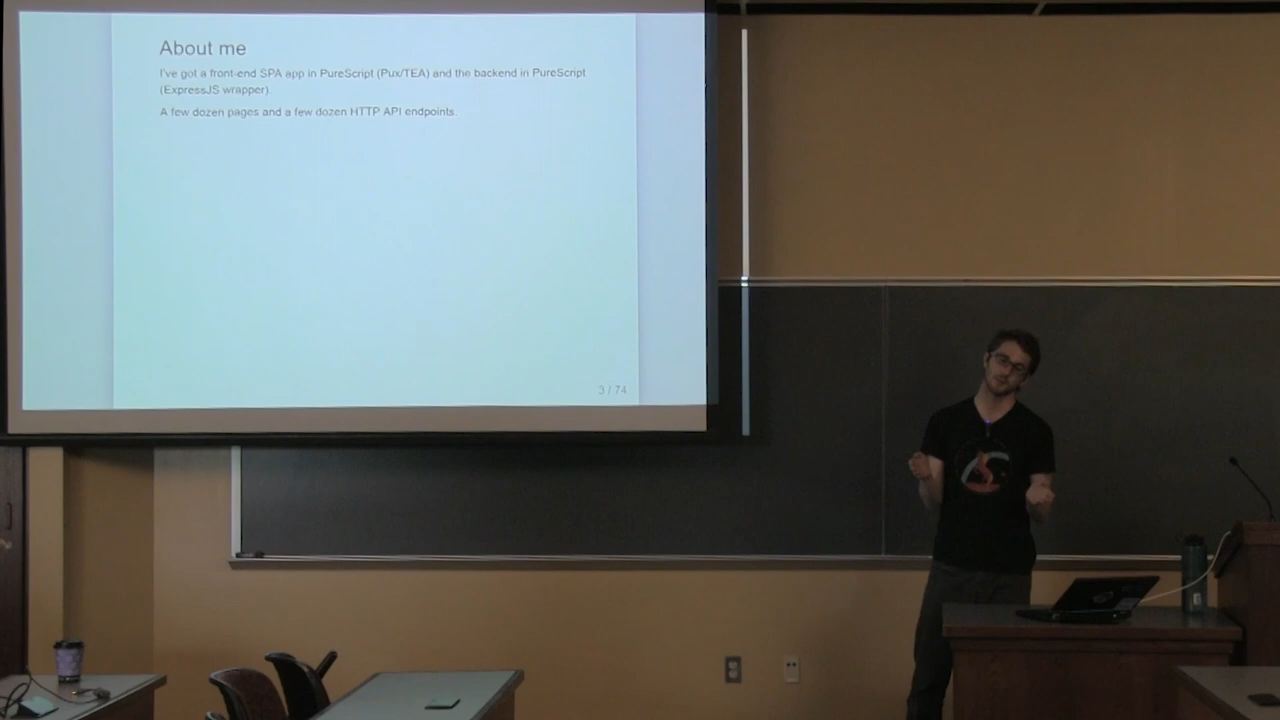 About me
I've got a front-end SPA app in PureScript (Pux/TEA) and the backend in PureScript
(ExpressJS wrapper).
A few dozen pages and a few dozen HTTP API endpoints.
3 / 74